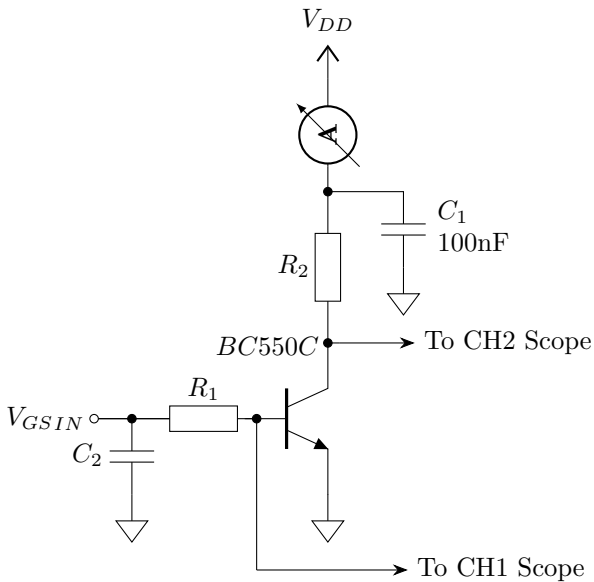 V_DD
A
C_1
100nF
R_2
BC550C
To CH2 Scope
R_1
V_GSIN
C_2
To CH1 Scope